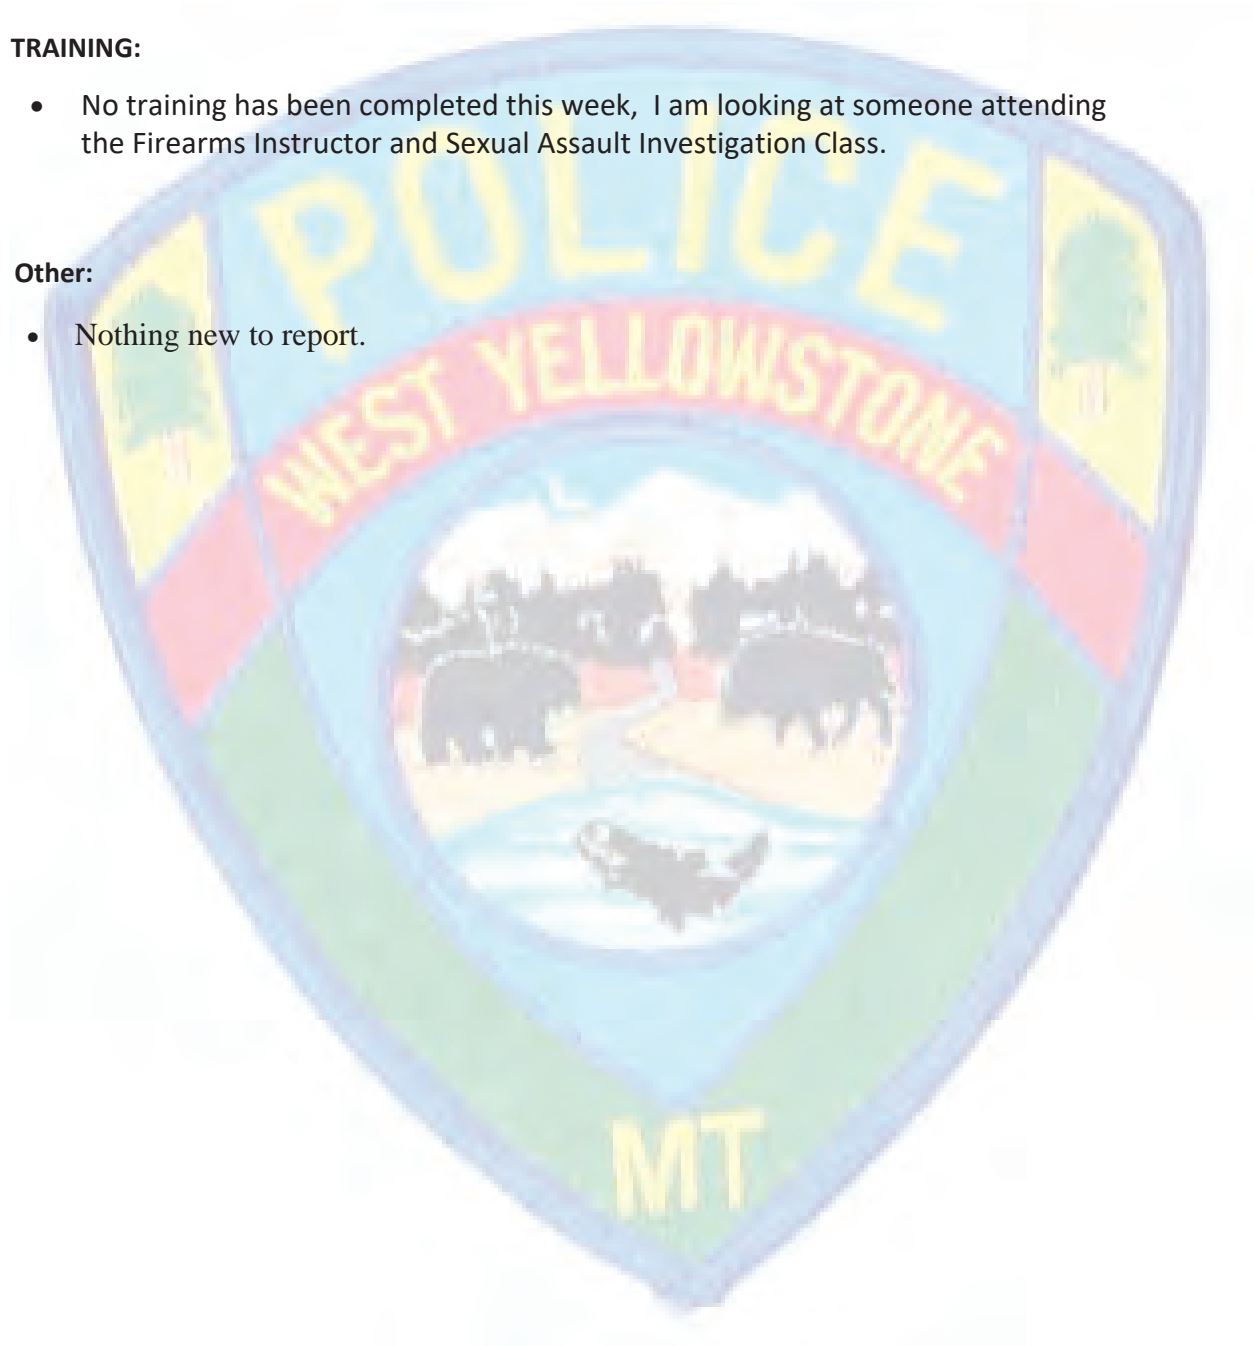 TRAINING:
• No training has been completed this week, I am looking at someone attending
the Firearms Instructor and Sexual Assault Investigation Class.
Other:
• Nothing new to report.
POLICE
WEST YELLOWSTONE
MT